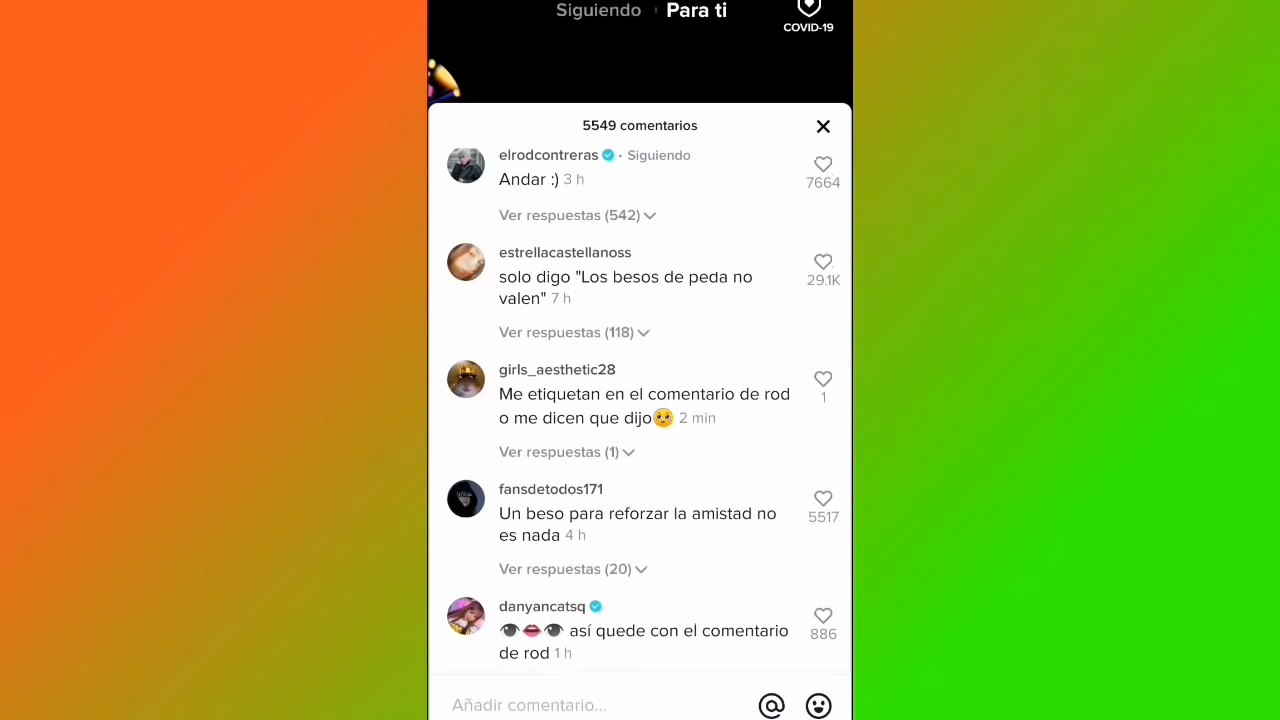 Siguiendo Para ti
COVID-19
5549 comentarios
elrodcontreras · Siguiendo
Andar :) 3 h
7664
Ver respuestas (542)
estrellacastellanoss
solo digo "Los besos de peda no
valen" 7 h
29.1K
Ver respuestas (118)
girls_aesthetic28
Me etiquetan en el comentario de rod
o me dicen que dijo🥺 2 min
1
Ver respuestas (1)
fansdetodos171
Un beso para reforzar la amistad no
es nada 4 h
5517
Ver respuestas (20)
danyancatsq
👁👄👁 así quede con el comentario
de rod 1 h
886
Añadir comentario... @